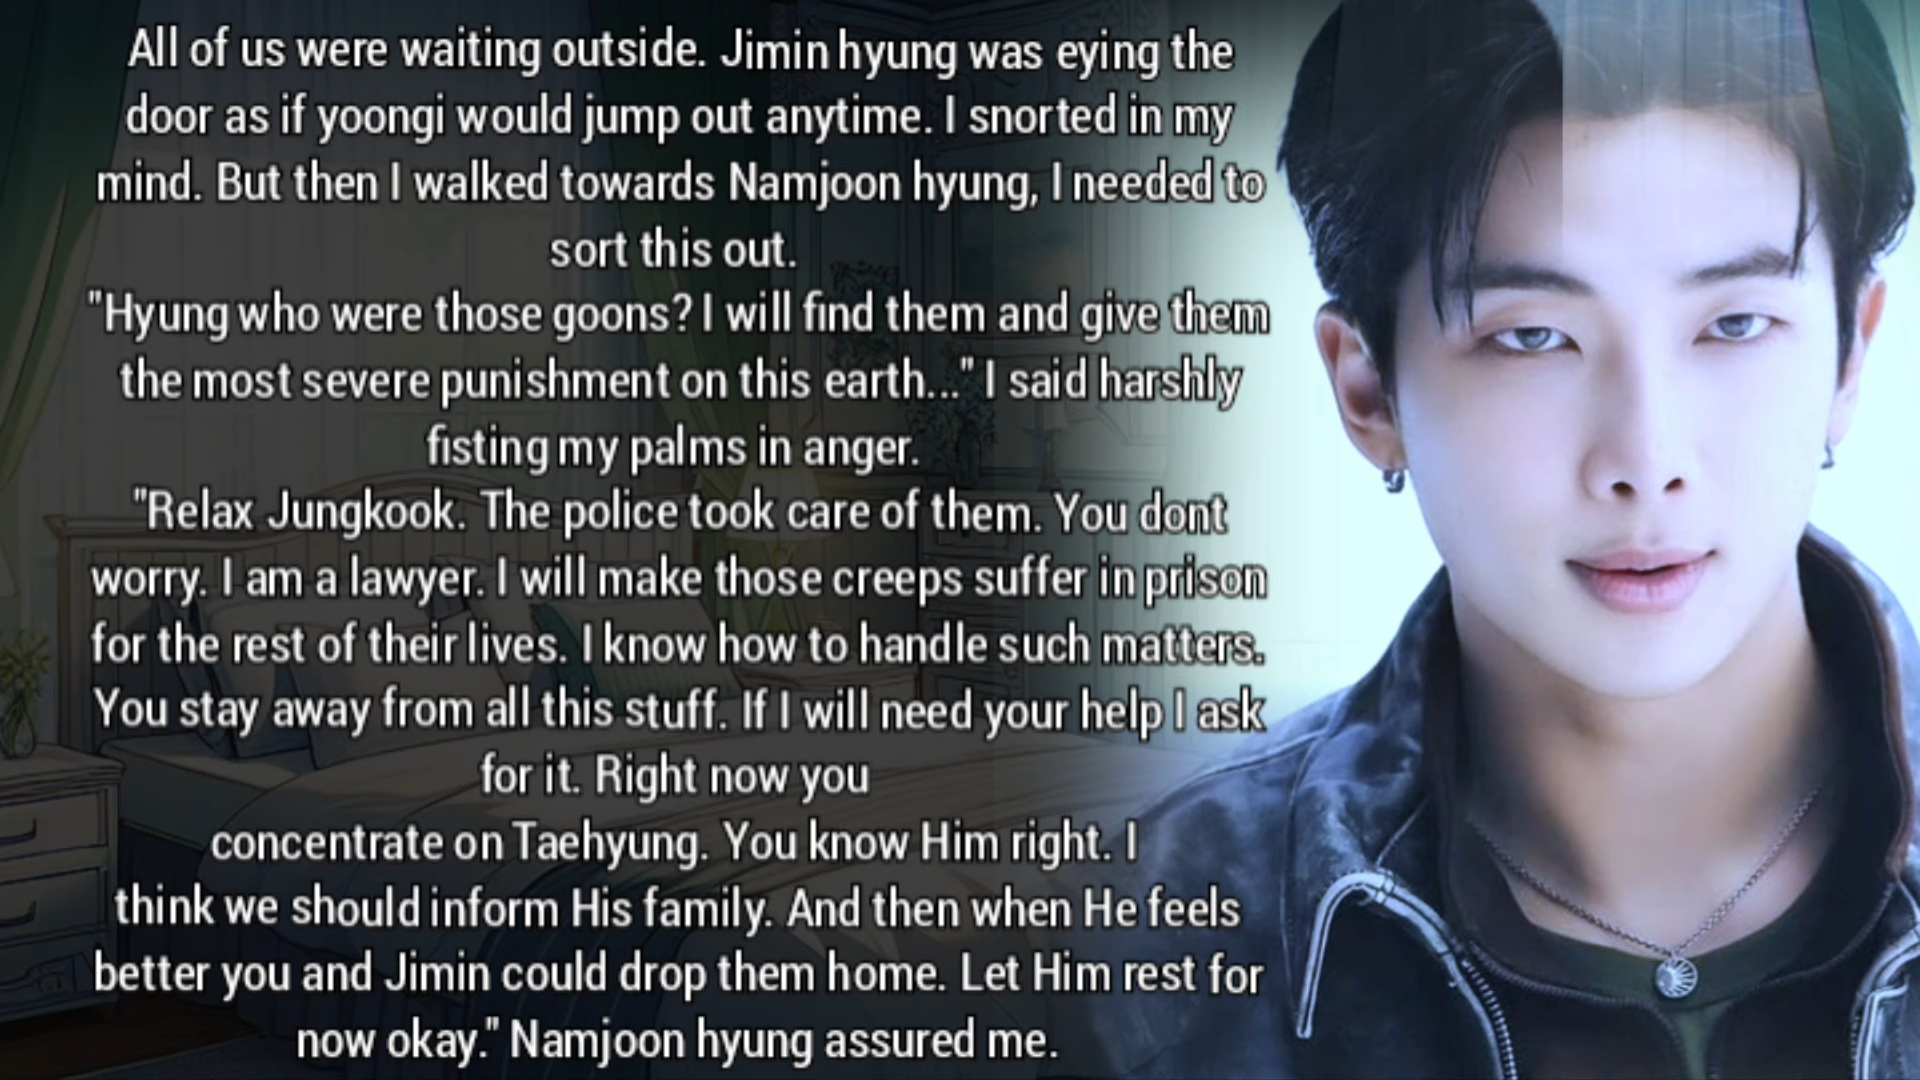 All of us were waiting outside. Jimin hyung was eying the
door as if yoongi would jump out anytime. I snorted in my
mind. But then I walked towards Namjoon hyung, I needed to
sort this out.
"Hyung who were those goons? I will find them and give them
the most severe punishment on this earth..." I said harshly
fisting my palms in anger.
"Relax Jungkook. The police took care of them. You dont
worry. I am a lawyer. I will make those creeps suffer in prison
for the rest of their lives. I know how to handle such matters.
You stay away from all this stuff. If I will need your help I ask
for it. Right now you
concentrate on Taehyung. You know Him right. I
think we should inform His family. And then when He feels
better you and Jimin could drop them home. Let Him rest for
now okay." Namjoon hyung assured me.